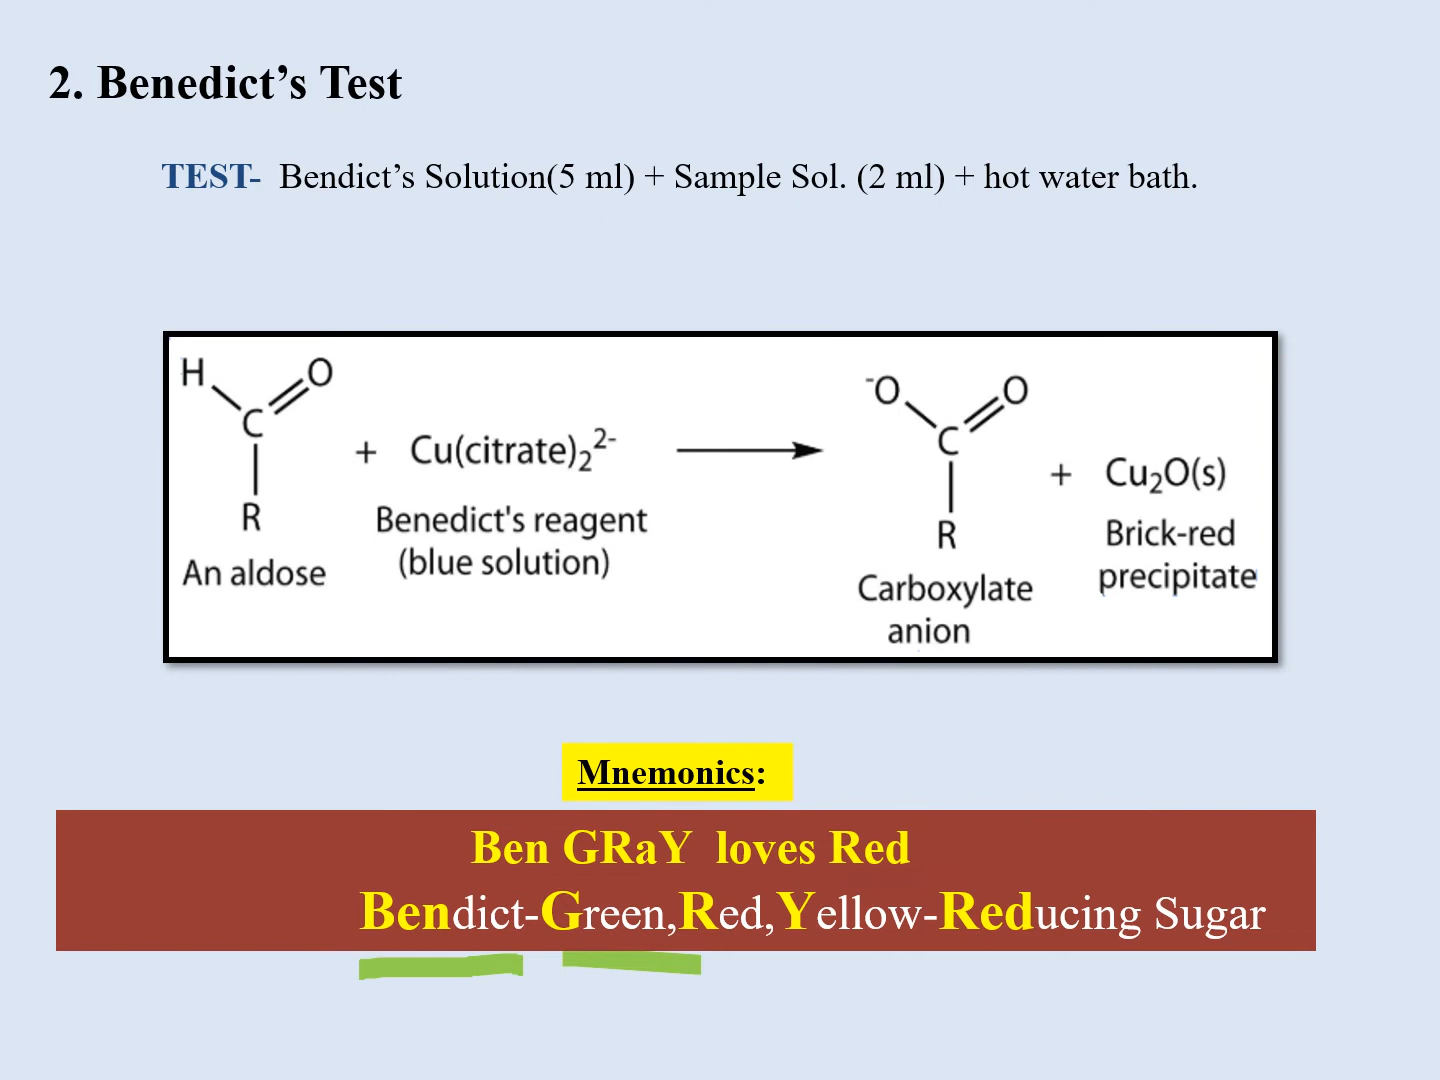 2. Benedict’s Test
TEST- Bendict’s Solution(5 ml) + Sample Sol. (2 ml) + hot water bath.
H O
C
R
An aldose
+ Cu(citrate)₂²⁻
Benedict's reagent
(blue solution)
⁻O O
C
R
Carboxylate
anion
+ Cu₂O(s)
Brick-red
precipitate
Mnemonics:
Ben GRaY loves Red
Bendict-Green,Red,Yellow-Reducing Sugar